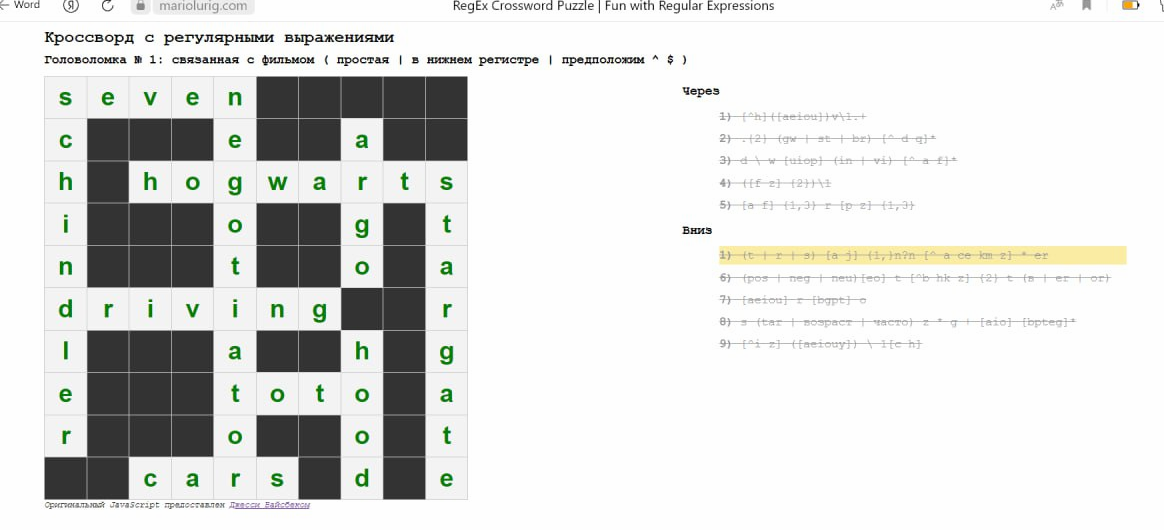 ← Word
mariolurig.com
RegEx Crossword Puzzle | Fun with Regular Expressions
Кроссворд с регулярными выражениями
Головоломка № 1: связанная с фильмом ( простая | в нижнем регистре | предположим ^ $ )
s e v e n
c e a
h h o g w a r t s
i o g t
n t o a
d r i v i n g r
l a h g
e t o t o a
r o o t
c a r s d e
Оригинальный JavaScript предоставлен Джесси Вайсбеком
Через
1) [^h]([aeiou])v\1.+
2) .{2} (gw | st | br) [^ d q]*
3) d \ w [uiop] (in | vi) [^ a f]*
4) ([f z] {2})\1
5) [a f] {1,3} r [p z] {1,3}
Вниз
1) (t | r | s) [a j] {1,}n?n [^ a ce km z] * er
6) (pos | neg | neu)[eo] t [^b hk z] {2} t (s | er | or)
7) [aeiou] r [bgpt] o
8) s (tar | возраст | часто) z * g + [aio] [bpteg]*
9) [^i z] ([aeiouy]) \ 1[c h]